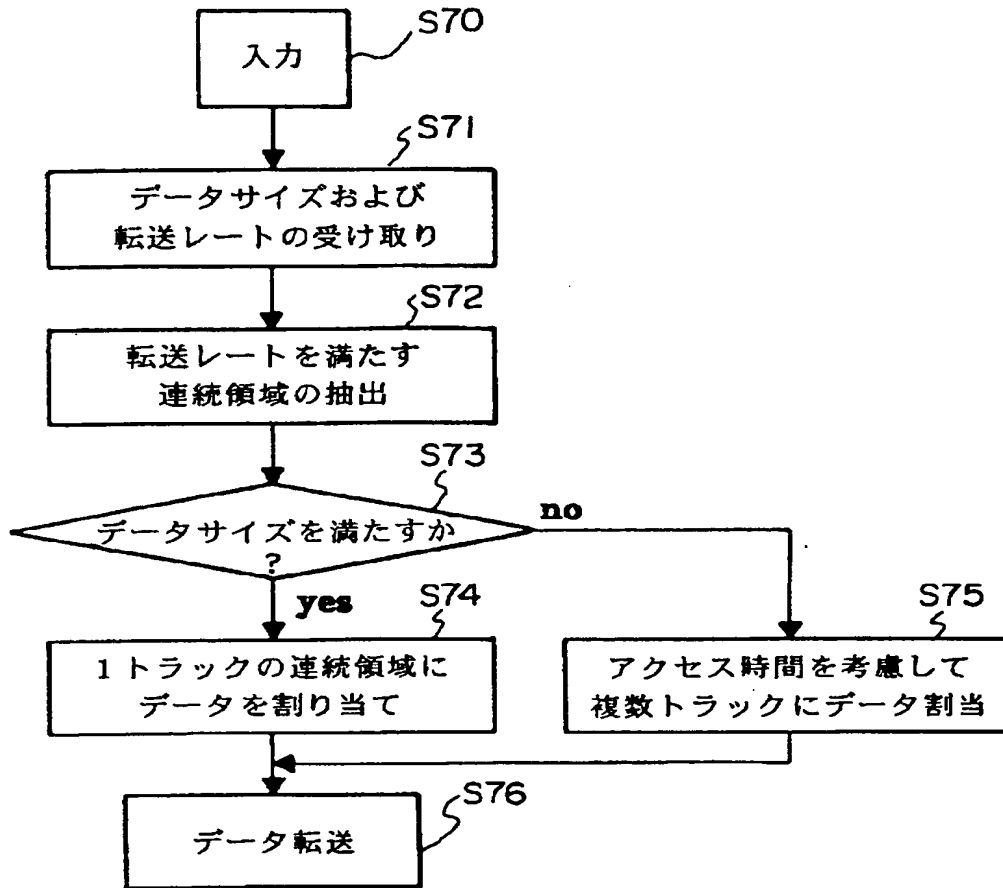 S70
入力
S71
データサイズおよび
転送レートの受け取り
S72
転送レートを満たす
連続領域の抽出
S73
データサイズを満たすか
?
no
yes
S74
1トラックの連続領域に
データを割り当て
S75
アクセス時間を考慮して
複数トラックにデータ割当
S76
データ転送